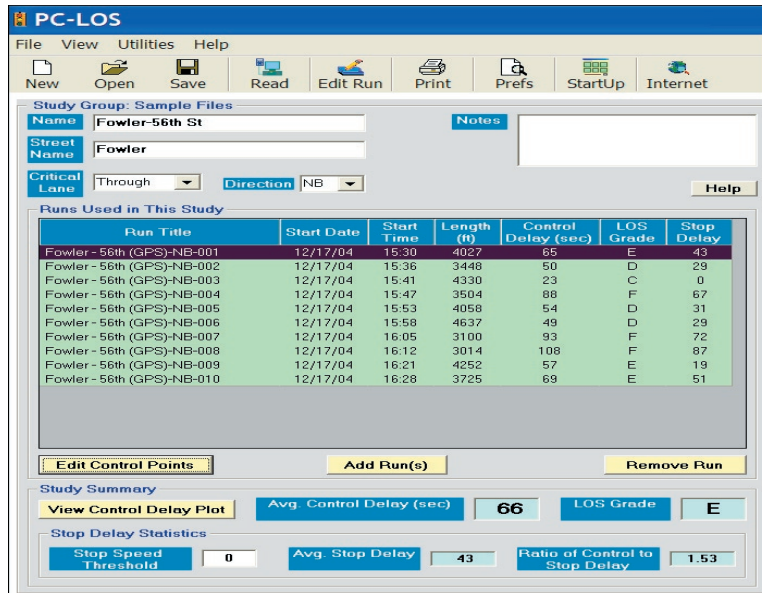 PC-LOS
File View Utilities Help
New Open Save Read Edit Run Print Prefs StartUp Internet
Study Group: Sample Files
Name Fowler-56th St Notes
Street Name Fowler
Critical Lane Through Direction NB Help
Runs Used in This Study
Run Title Start Date Start Time Length (ft) Control Delay (sec) LOS Grade Stop Delay
Fowler - 56th (GPS)-NB-001 12/17/04 15:30 4027 65 E 43
Fowler - 56th (GPS)-NB-002 12/17/04 15:36 3448 50 D 29
Fowler - 56th (GPS)-NB-003 12/17/04 15:41 4330 23 C 0
Fowler - 56th (GPS)-NB-004 12/17/04 15:47 3504 88 F 67
Fowler - 56th (GPS)-NB-005 12/17/04 15:53 4058 54 D 31
Fowler - 56th (GPS)-NB-006 12/17/04 15:58 4637 49 D 29
Fowler - 56th (GPS)-NB-007 12/17/04 16:05 3100 93 F 72
Fowler - 56th (GPS)-NB-008 12/17/04 16:12 3014 108 F 87
Fowler - 56th (GPS)-NB-009 12/17/04 16:21 4252 57 E 19
Fowler - 56th (GPS)-NB-010 12/17/04 16:28 3725 69 E 51
Edit Control Points Add Run(s) Remove Run
Study Summary
View Control Delay Plot Avg. Control Delay (sec) 66 LOS Grade E
Stop Delay Statistics
Stop Speed Threshold 0 Avg. Stop Delay 43 Ratio of Control to Stop Delay 1.53